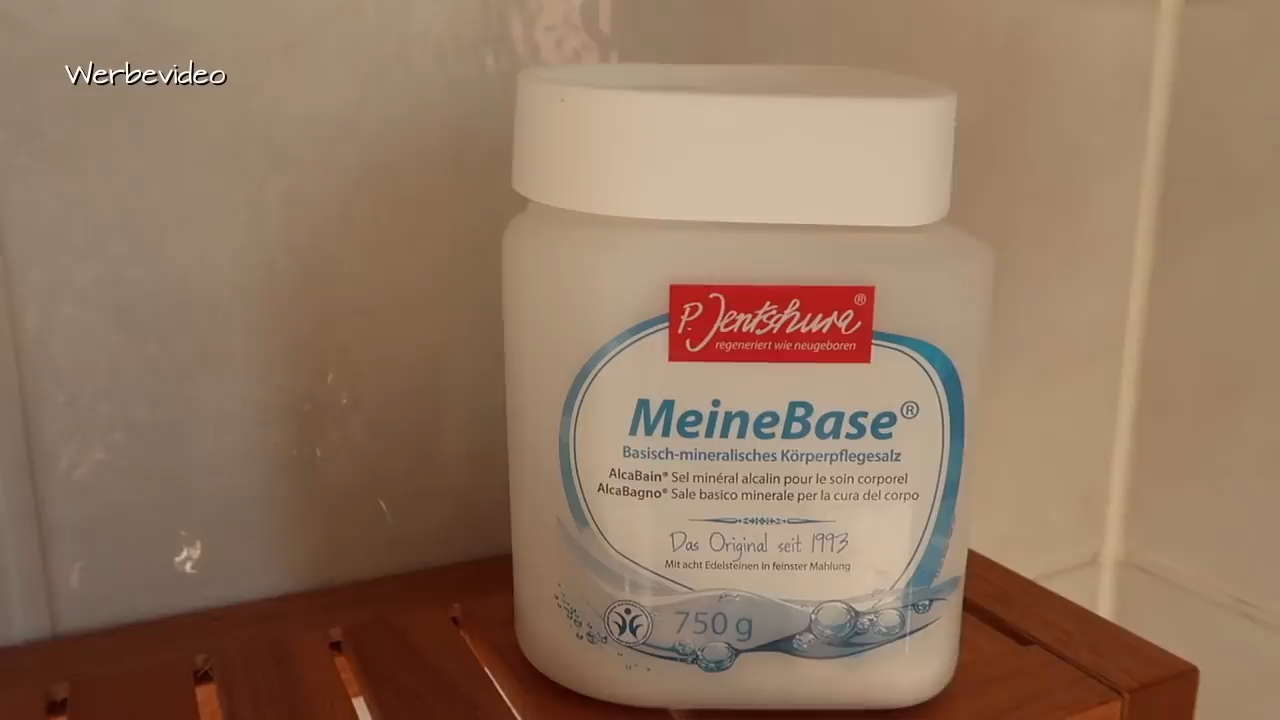 Werbevideo
P. Jentschura®
regeneriert wie neugeboren
MeineBase®
Basisch-mineralisches Körperpflegesalz
AlcaBain® Sel minéral alcalin pour le soin corporel
AlcaBagno® Sale basico minerale per la cura del corpo
Das Original seit 1993
Mit acht Edelsteinen in feinster Mahlung
750 g